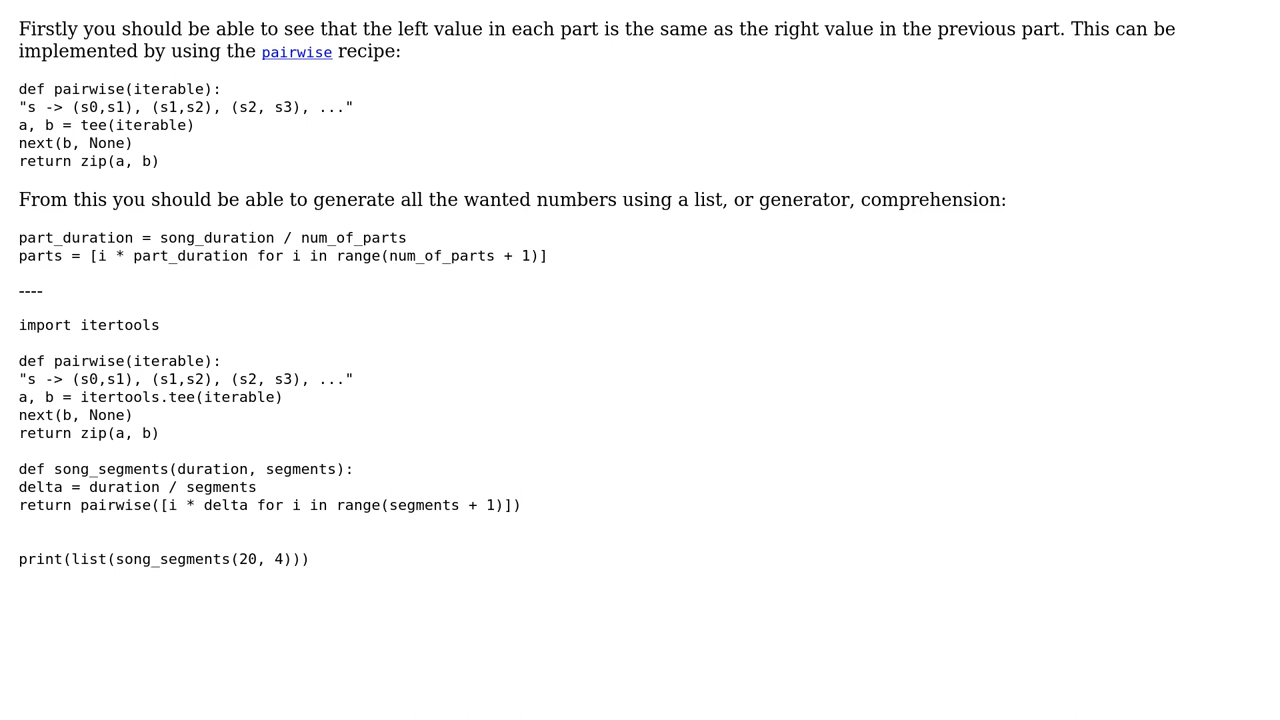 Firstly you should be able to see that the left value in each part is the same as the right value in the previous part. This can be
implemented by using the pairwise recipe:
def pairwise(iterable):
"s -> (s0,s1), (s1,s2), (s2, s3), ..."
a, b = tee(iterable)
next(b, None)
return zip(a, b)
From this you should be able to generate all the wanted numbers using a list, or generator, comprehension:
part_duration = song_duration / num_of_parts
parts = [i * part_duration for i in range(num_of_parts + 1)]
----
import itertools
def pairwise(iterable):
"s -> (s0,s1), (s1,s2), (s2, s3), ..."
a, b = itertools.tee(iterable)
next(b, None)
return zip(a, b)
def song_segments(duration, segments):
delta = duration / segments
return pairwise([i * delta for i in range(segments + 1)])
print(list(song_segments(20, 4)))